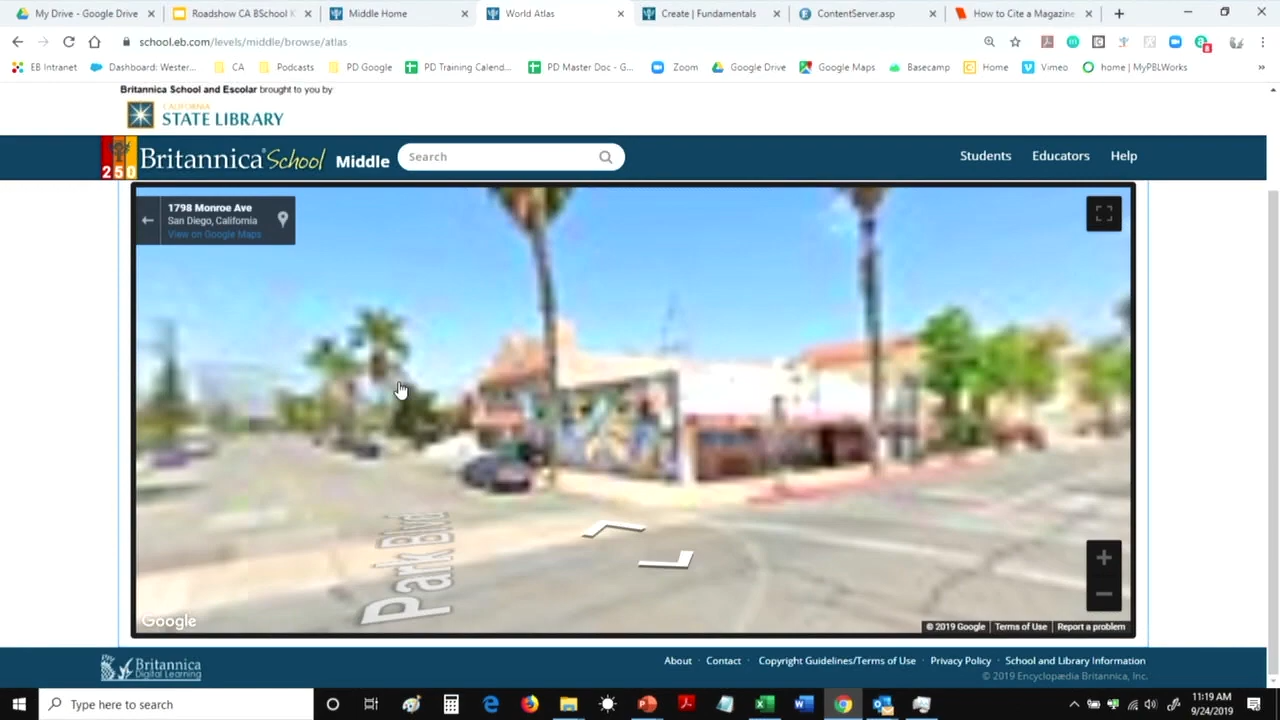 My Drive - Google Drive
Roadshow CA BSchool K
Middle Home
World Atlas
Create | Fundamentals
ContentServer.asp
How to Cite a Magazine
school.eb.com/levels/middle/browse/atlas
8
EB Intranet
Dashboard: Wester...
CA
Podcasts
PD Google
PD Training Calend...
PD Master Doc - G...
Zoom
Google Drive
Google Maps
Basecamp
Home
Vimeo
home | MyPBLWorks
Britannica School and Escolar brought to you by
CALIFORNIA
STATE LIBRARY
250
Britannica School Middle
Search
Students
Educators
Help
1798 Monroe Ave
San Diego, California
View on Google Maps
Park Blvd
Google
© 2019 Google
Terms of Use
Report a problem
Britannica
Digital Learning
About · Contact · Copyright Guidelines/Terms of Use · Privacy Policy · School and Library Information
© 2019 Encyclopædia Britannica, Inc.
Type here to search
11:19 AM
9/24/2019